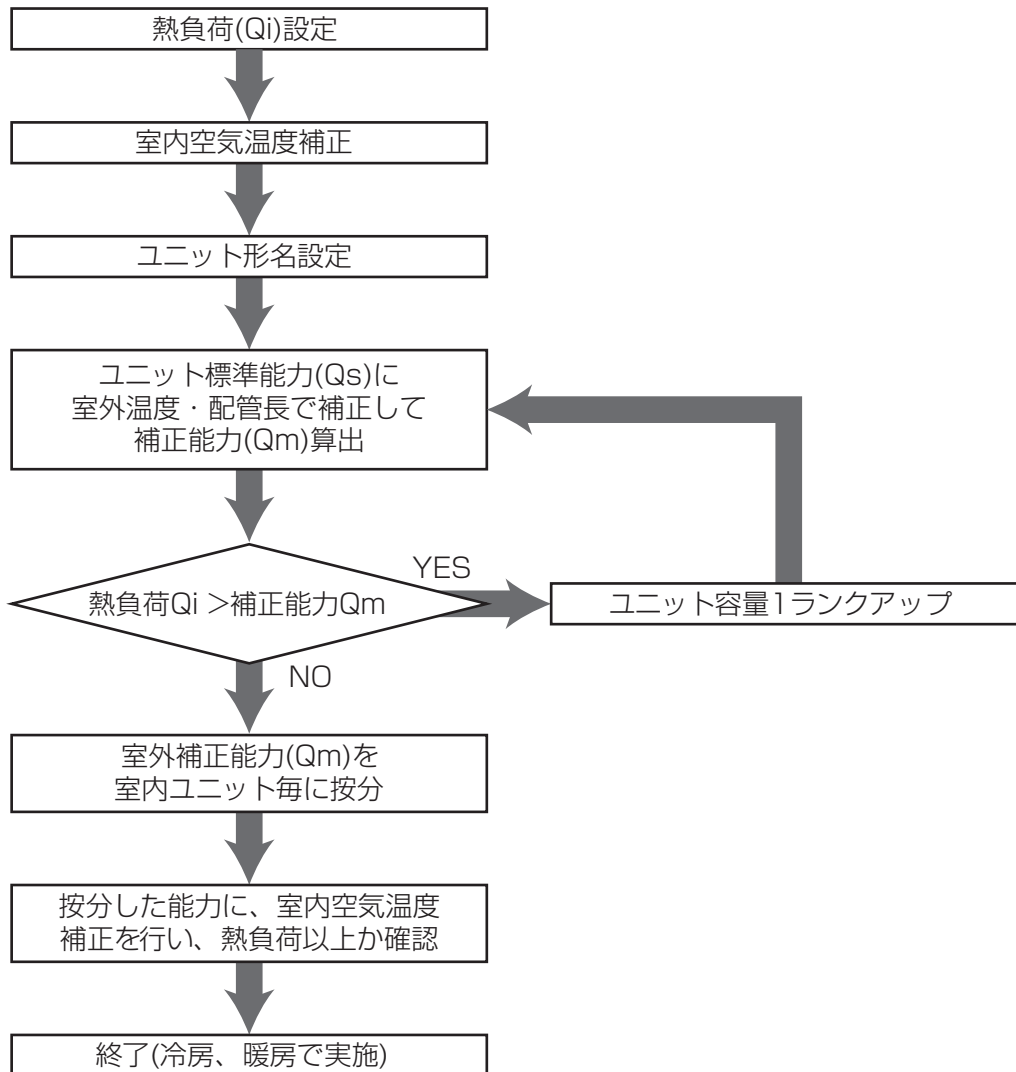 熱負荷(Qi)設定
室内空気温度補正
ユニット形名設定
ユニット標準能力(Qs)に
室外温度・配管長で補正して
補正能力(Qm)算出
熱負荷Qi >補正能力Qm
YES
ユニット容量1ランクアップ
NO
室外補正能力(Qm)を
室内ユニット毎に按分
按分した能力に、室内空気温度
補正を行い、熱負荷以上か確認
終了(冷房、暖房で実施)